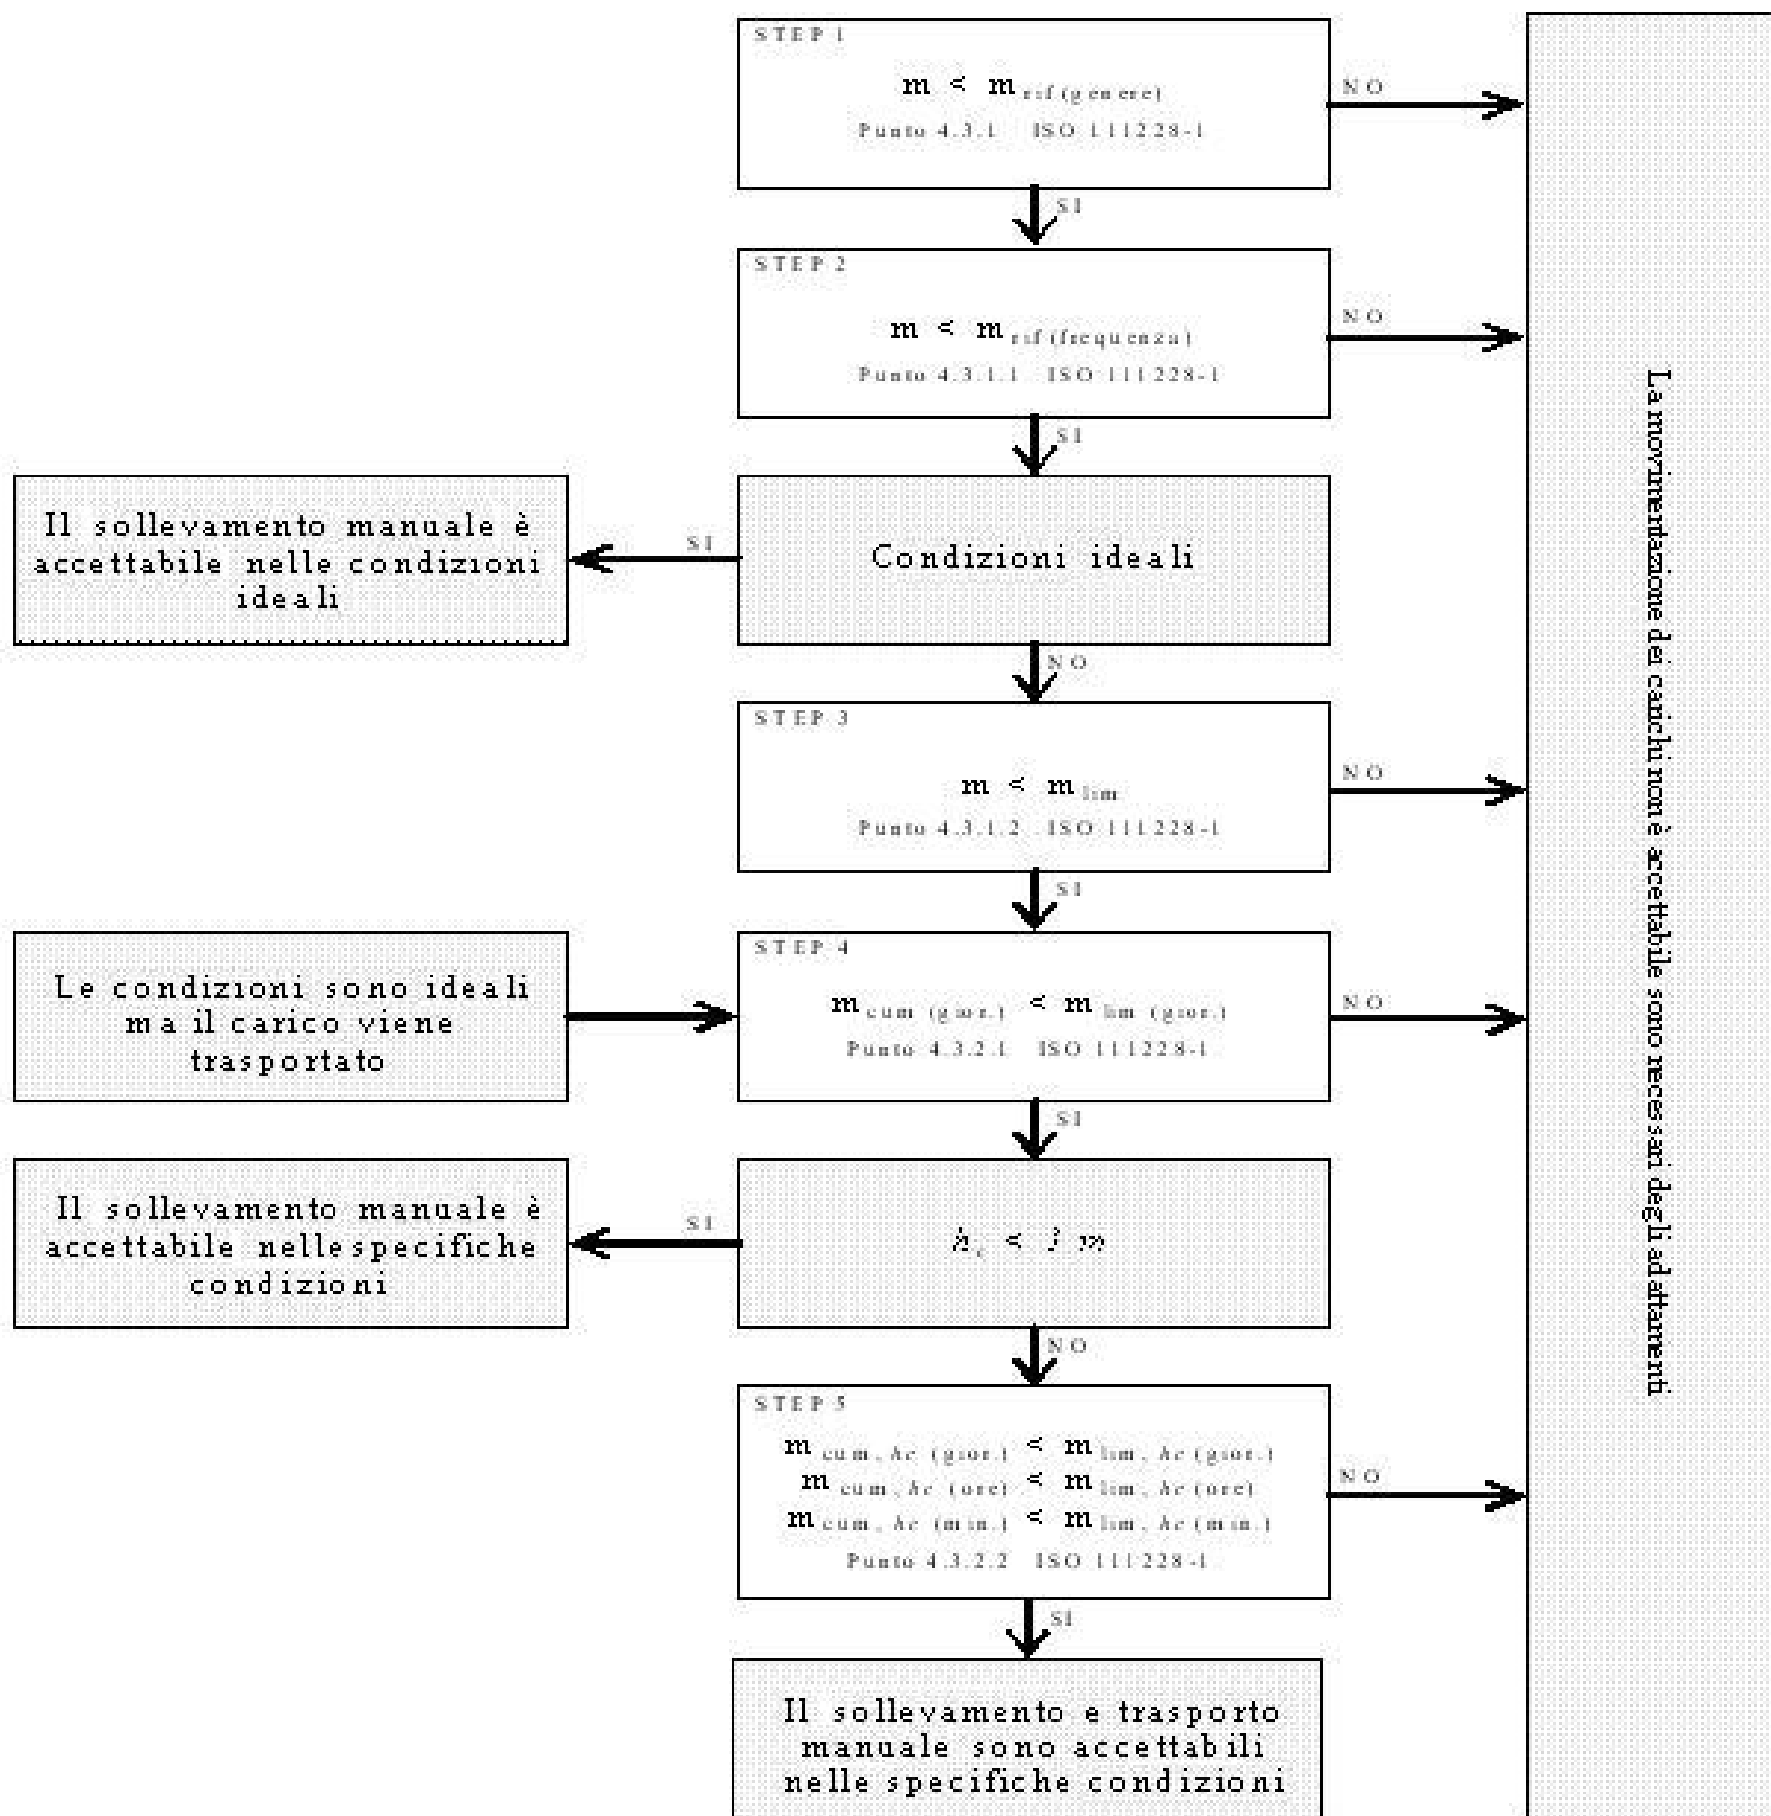 STEP 1
m < m rif (genere)
Punto 4.3.1 ISO 111228-1
NO
SI
STEP 2
m < m rif (frequenza)
Punto 4.3.1.1 ISO 111228-1
NO
SI
Il sollevamento manuale è
accettabile nelle condizioni
ideali
SI
Condizioni ideali
NO
STEP 3
m < m lim
Punto 4.3.1.2 ISO 111228-1
NO
SI
Le condizioni sono ideali
ma il carico viene
trasportato
STEP 4
m cum (gior.) < m lim (gior.)
Punto 4.3.2.1 ISO 111228-1
NO
SI
Il sollevamento manuale è
accettabile nelle specifiche
condizioni
SI
h c < m
NO
STEP 5
m cum, hc (gior.) < m lim, hc (gior.)
m cum, hc (ore) < m lim, hc (ore)
m cum, hc (min.) < m lim, hc (min.)
Punto 4.3.2.2 ISO 111228-1
NO
SI
Il sollevamento e trasporto
manuale sono accettabili
nelle specifiche condizioni
La movimentazione dei carichi non è accettabile sono necessari degli adattamenti